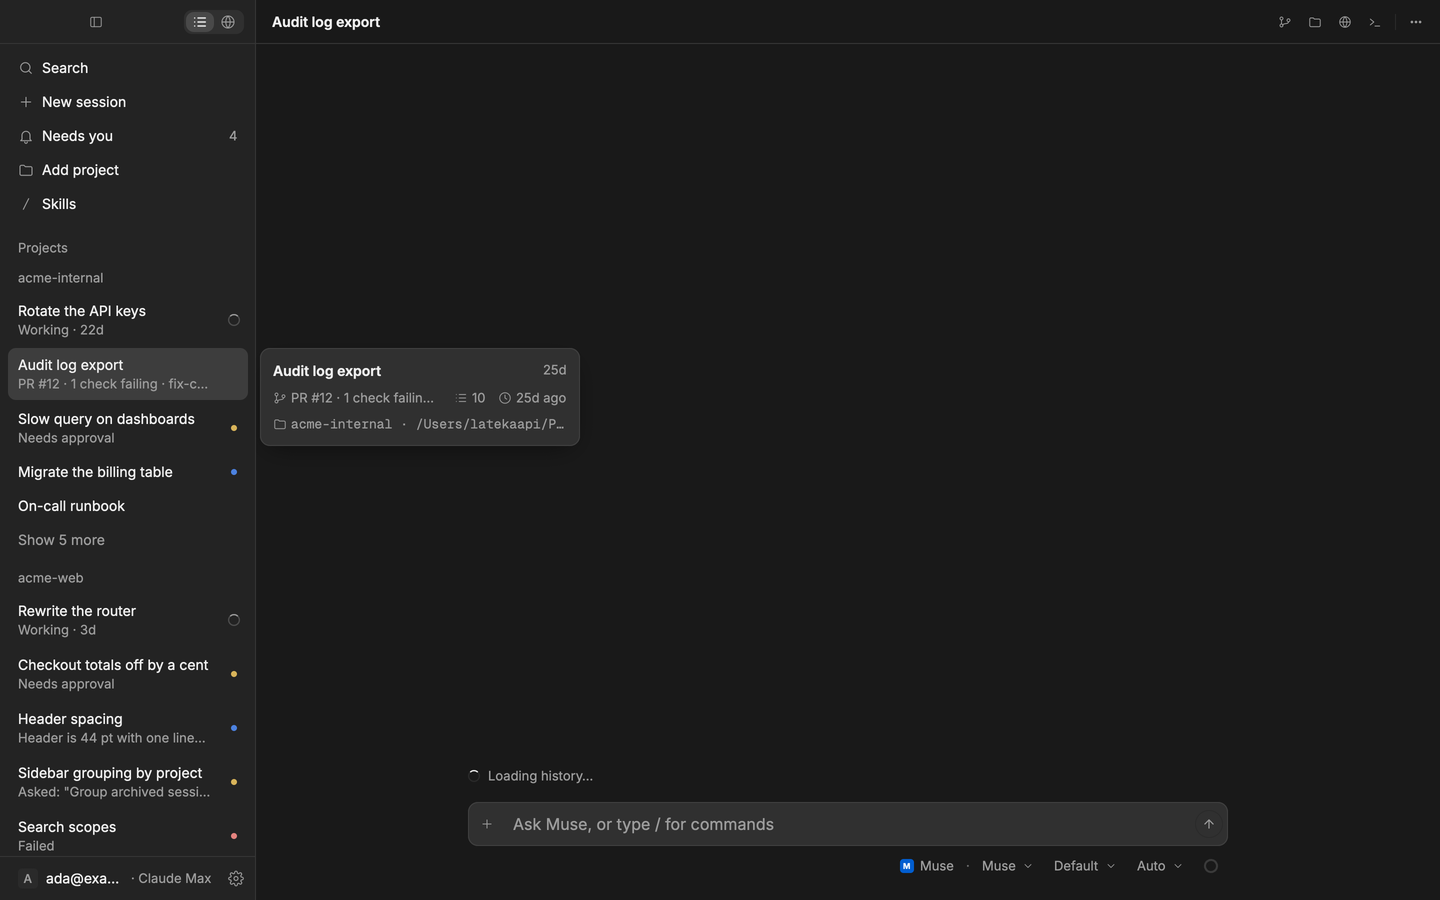 Audit log export
Search
New session
Needs you 4
Add project
Skills
Projects
acme-internal
Rotate the API keys
Working · 22d
Audit log export
PR #12 · 1 check failing · fix-c...
Slow query on dashboards
Needs approval
Migrate the billing table
On-call runbook
Show 5 more
acme-web
Rewrite the router
Working · 3d
Checkout totals off by a cent
Needs approval
Header spacing
Header is 44 pt with one line...
Sidebar grouping by project
Asked: "Group archived sessi...
Search scopes
Failed
A ada@exa... · Claude Max
Audit log export 25d
PR #12 · 1 check failin... 10 25d ago
acme-internal · /Users/latekaapi/P...
Loading history...
Ask Muse, or type / for commands
M Muse · Muse Default Auto